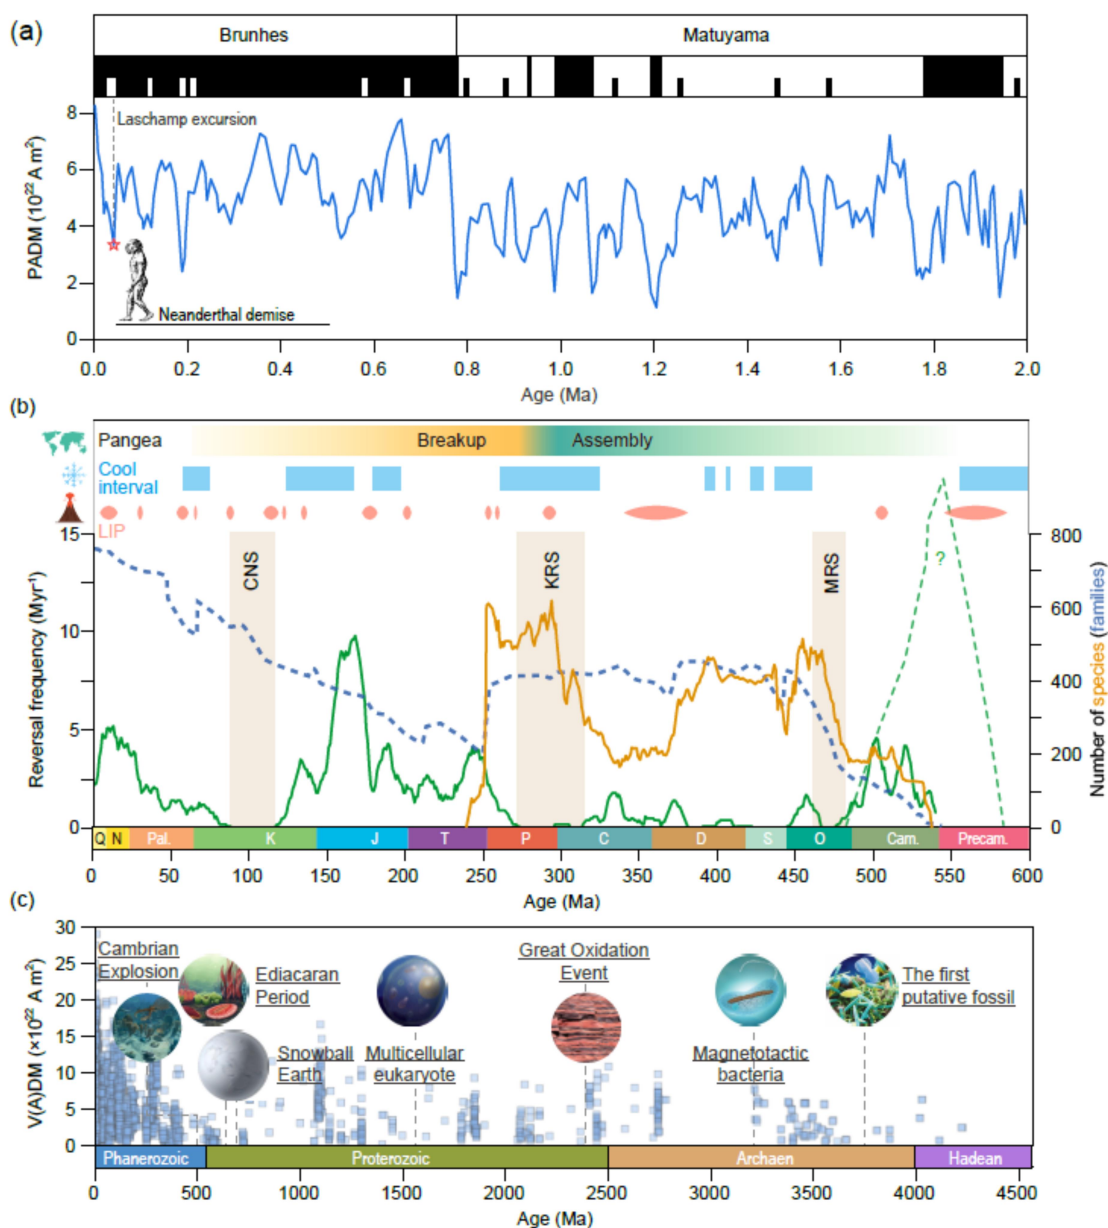 (a)
Brunhes
Matuyama
8
6
4
2
0
PADM (10²² A m²)
Laschamp excursion
Neanderthal demise
0.0 0.2 0.4 0.6 0.8 1.0 1.2 1.4 1.6 1.8 2.0
Age (Ma)
(b)
Pangea
Breakup
Assembly
Cool
interval
LIP
15
10
5
0
Reversal frequency (Myr⁻¹)
CNS
KRS
MRS
?
800
700
600
500
400
300
200
100
0
Number of species (families)
Q N Pal. K J T P C D S O Cam. Precam.
0 50 100 150 200 250 300 350 400 450 500 550 600
Age (Ma)
(c)
30
25
20
15
10
5
0
V(A)DM (×10²² A m²)
Cambrian
Explosion
Ediacaran
Period
Snowball
Earth
Multicellular
eukaryote
Great Oxidation
Event
Magnetotactic
bacteria
The first
putative fossil
Phanerozoic Proterozoic Archaen Hadean
0 500 1000 1500 2000 2500 3000 3500 4000 4500
Age (Ma)